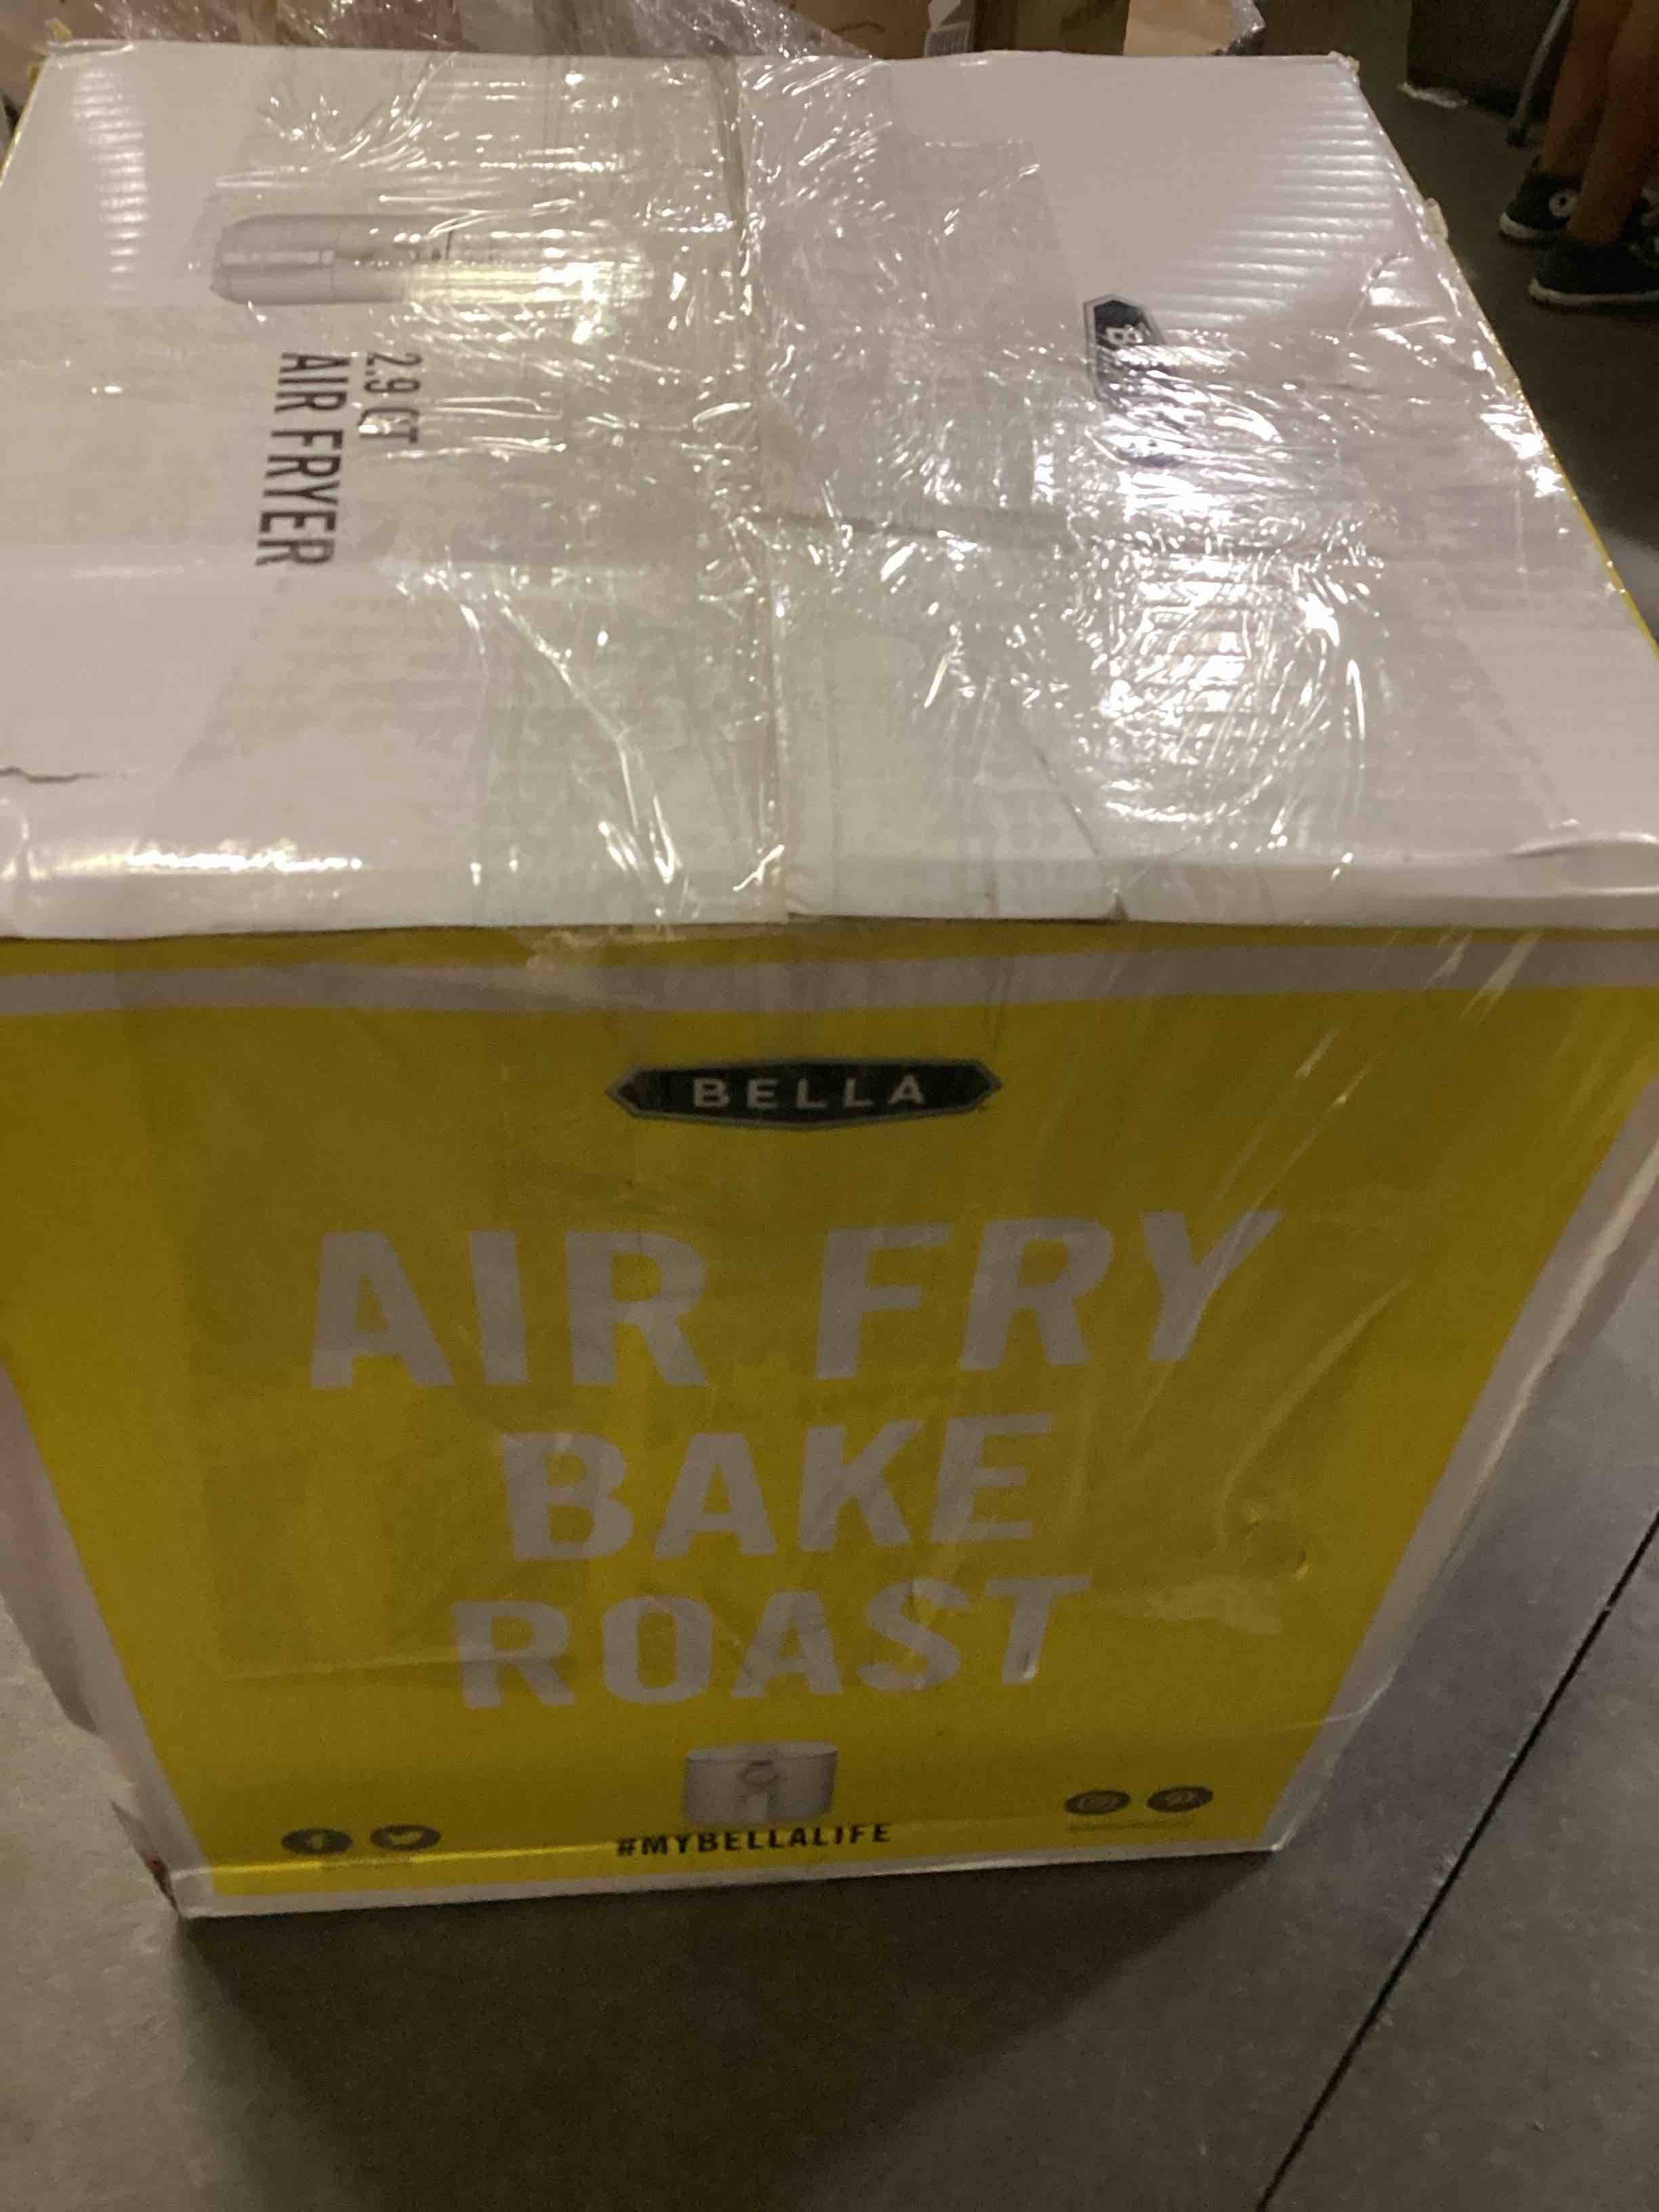 2.9 QT
AIR FRYER
BELLA
AIR FRY
BAKE
ROAST
#MYBELLALIFE